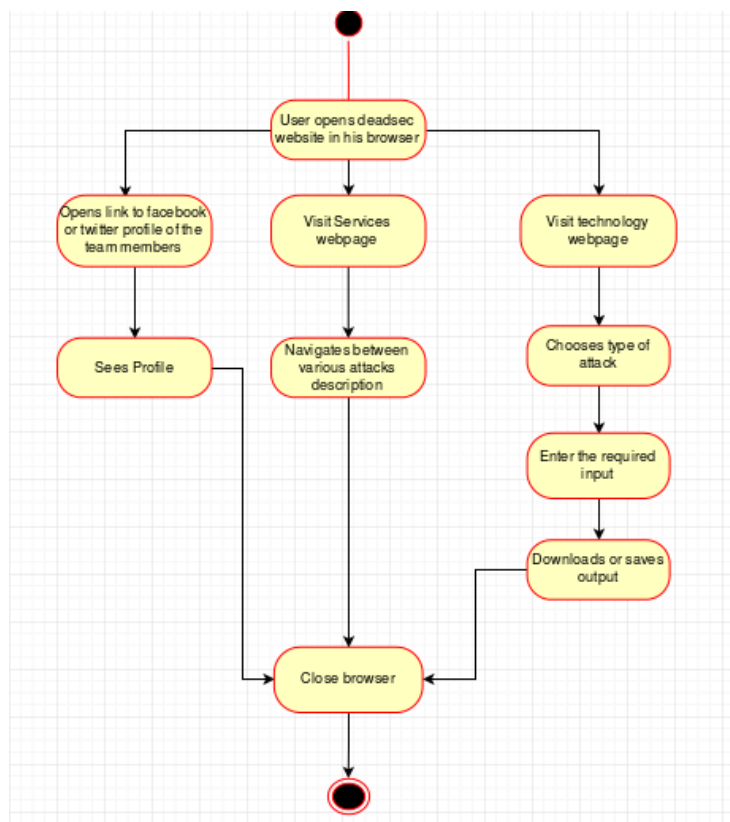 User opens deadsec
website in his browser
Opens link to facebook
or twitter profile of the
team members
Visit Services
webpage
Visit technology
webpage
Sees Profile
Navigates between
various attacks
description
Chooses type of
attack
Enter the required
input
Downloads or saves
output
Close browser